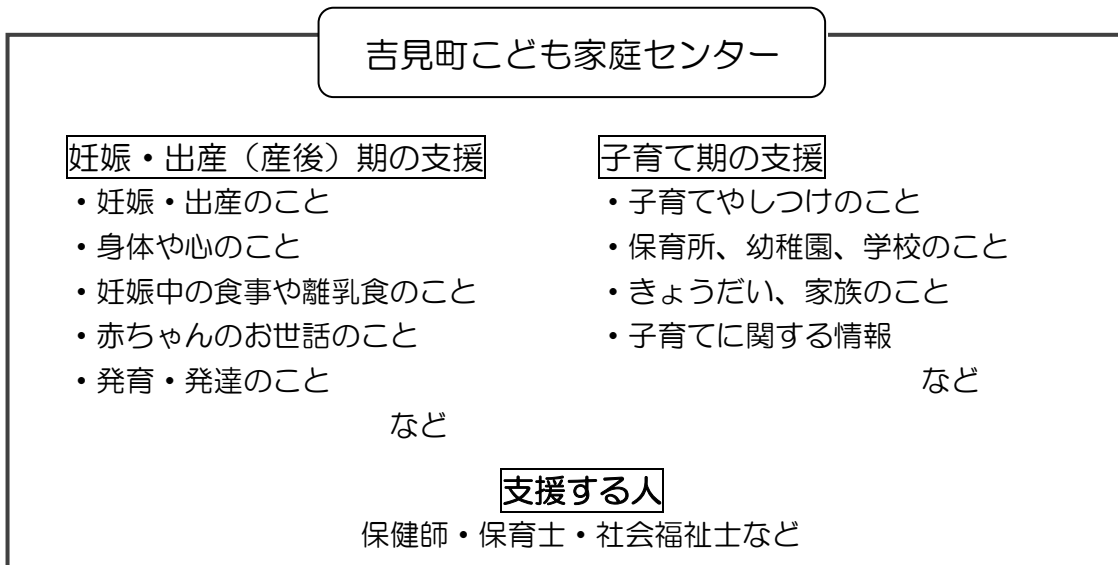 吉見町こども家庭センター
妊娠・出産（産後）期の支援
・妊娠・出産のこと
・身体や心のこと
・妊娠中の食事や離乳食のこと
・赤ちゃんのお世話のこと
・発育・発達のこと
など
子育て期の支援
・子育てやしつけのこと
・保育所、幼稚園、学校のこと
・きょうだい、家族のこと
・子育てに関する情報
など
支援する人
保健師・保育士・社会福祉士など